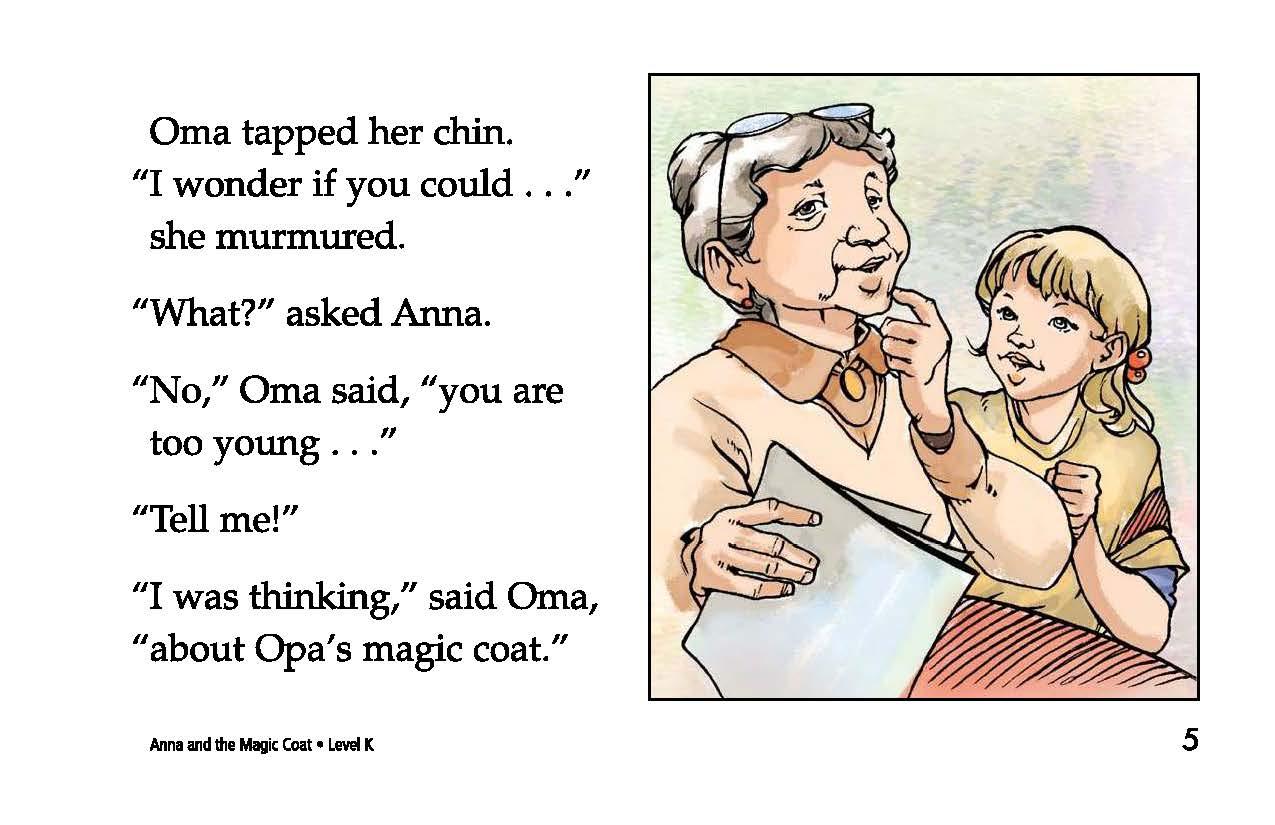 Oma tapped her chin.
“I wonder if you could . . .”
she murmured.
“What?” asked Anna.
“No,” Oma said, “you are
too young . . .”
“Tell me!”
“I was thinking,” said Oma,
“about Opa’s magic coat.”
Anna and the Magic Coat • Level K
5